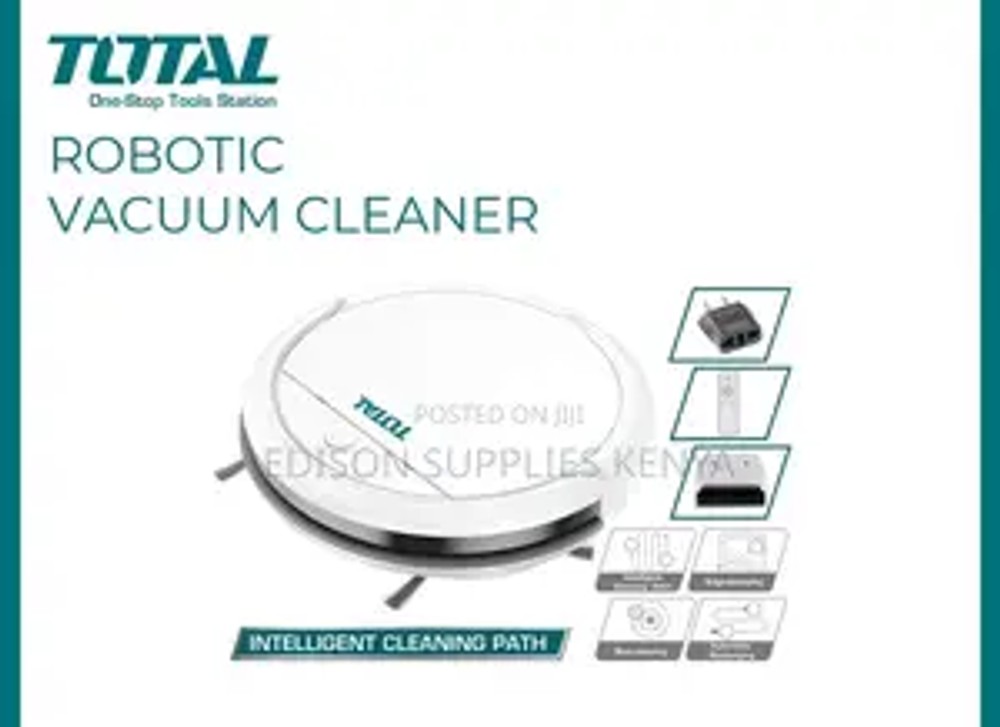 TOTAL
One-Stop Tools Station
ROBOTIC
VACUUM CLEANER
TOTAL
POSTED ON JIJI
EDISON SUPPLIES KENYA
INTELLIGENT CLEANING PATH